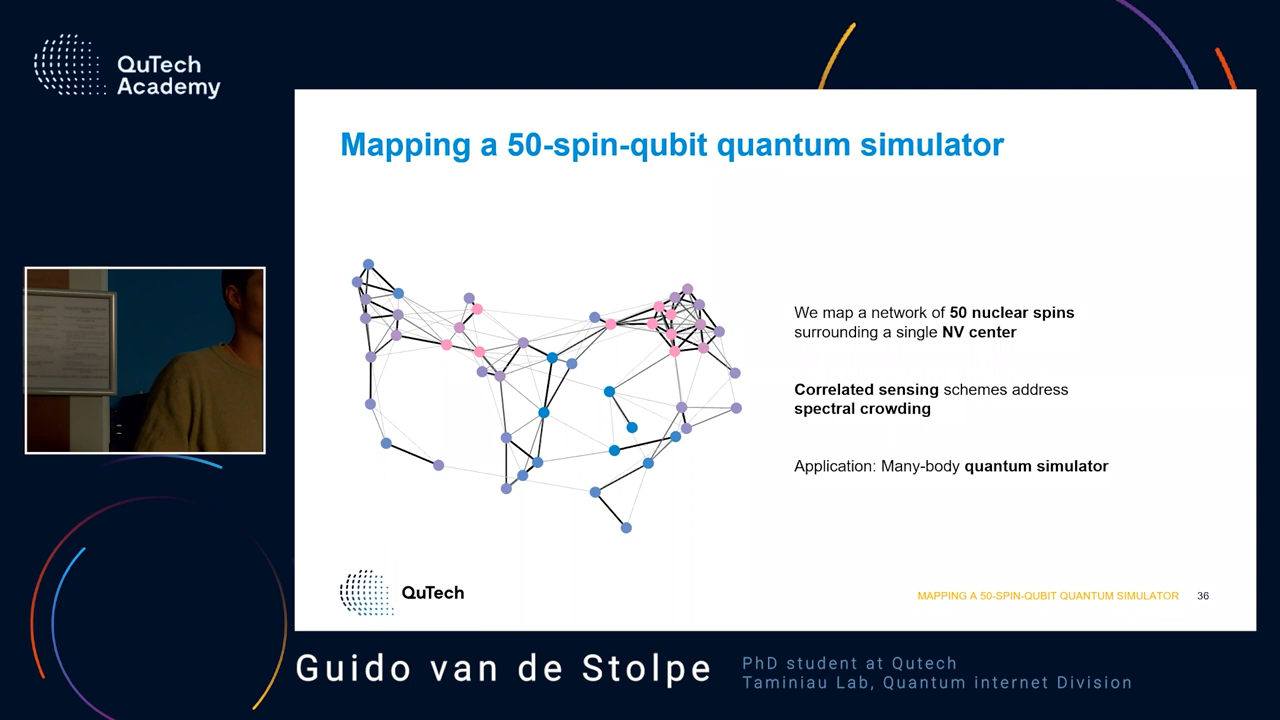 QuTech
Academy
Mapping a 50-spin-qubit quantum simulator
We map a network of 50 nuclear spins
surrounding a single NV center
Correlated sensing schemes address
spectral crowding
Application: Many-body quantum simulator
QuTech
MAPPING A 50-SPIN-QUBIT QUANTUM SIMULATOR 36
Guido van de Stolpe
PhD student at Qutech
Taminiau Lab, Quantum internet Division